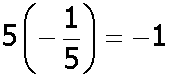 5(-1/5) = -1